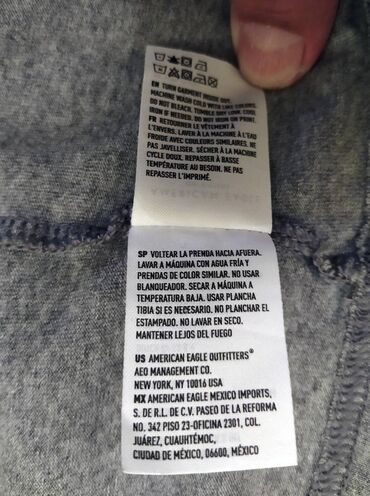 EN TURN GARMENT INSIDE OUT.
MACHINE WASH COLD WITH LIKE COLORS.
DO NOT BLEACH. TUMBLE DRY LOW. COOL
IRON IF NEEDED. DO NOT IRON ON PRINT.
FR RETOURNER LE VÊTEMENT À
L'ENVERS. LAVER À LA MACHINE À L'EAU
FROIDE AVEC COULEURS SIMILAIRES. NE
PAS JAVELLISER. SÉCHER À LA MACHINE
CYCLE DOUX. REPASSER À BASSE
TEMPÉRATURE AU BESOIN. NE PAS
REPASSER L'IMPRIMÉ.
SP VOLTEAR LA PRENDA HACIA AFUERA.
LAVAR A MÁQUINA CON AGUA FRÍA Y
PRENDAS DE COLOR SIMILAR. NO USAR
BLANQUEADOR. SECAR A MÁQUINA A
TEMPERATURA BAJA. USAR PLANCHA
TIBIA SI ES NECESARIO. NO PLANCHAR EL
ESTAMPADO. NO LAVAR EN SECO.
MANTENER LEJOS DEL FUEGO
US AMERICAN EAGLE OUTFITTERS®
AEO MANAGEMENT CO.
NEW YORK, NY 10016 USA
MX AMERICAN EAGLE MEXICO IMPORTS,
S. DE R.L. DE C.V. PASEO DE LA REFORMA
NO. 342 PISO 23-OFICINA 2301, COL.
JUÁREZ, CUAUHTÉMOC,
CIUDAD DE MÉXICO, 06600, MÉXICO